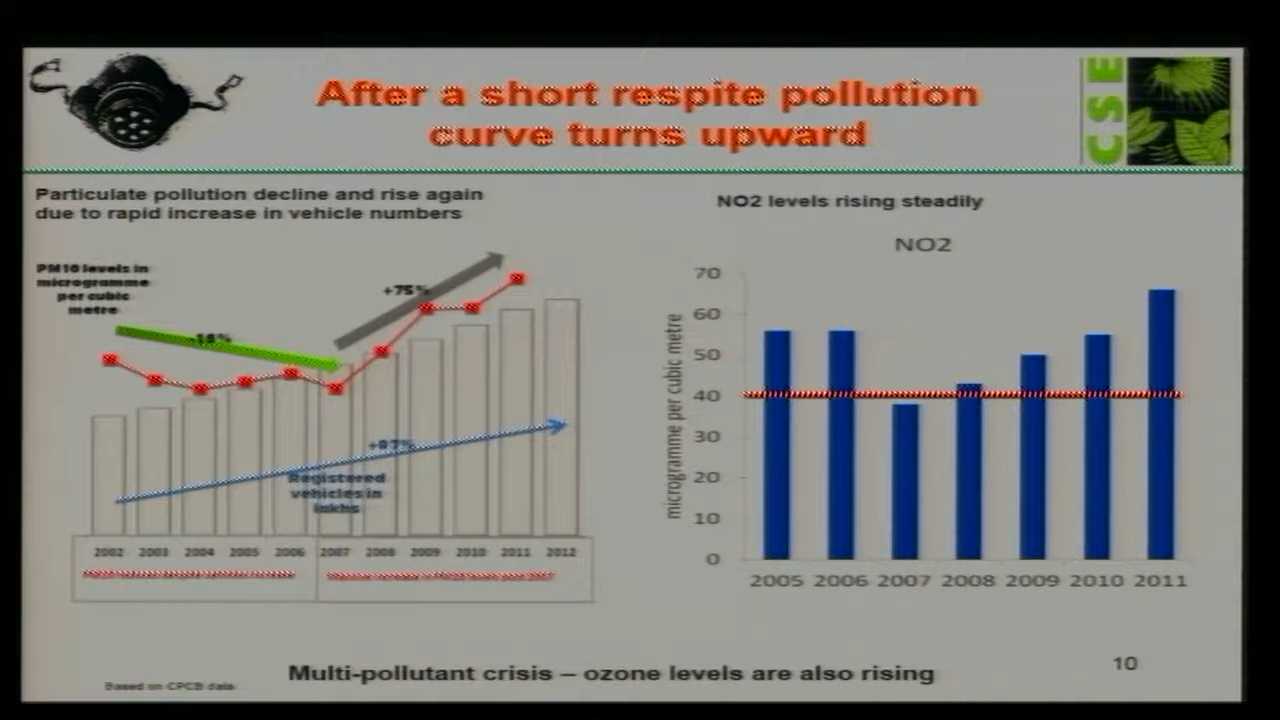 After a short respite pollution
curve turns upward
CSE
Particulate pollution decline and rise again
due to rapid increase in vehicle numbers
NO2 levels rising steadily
PM10 levels in
microgramme
per cubic
metre
+75%
Registered
vehicles in
lakhs
2002 2003 2004 2005 2006 2007 2008 2009 2010 2011 2012
NO2
microgramme per cubic metre
70
60
50
40
30
20
10
0
2005 2006 2007 2008 2009 2010 2011
Multi-pollutant crisis – ozone levels are also rising
10
Based on CPCB data